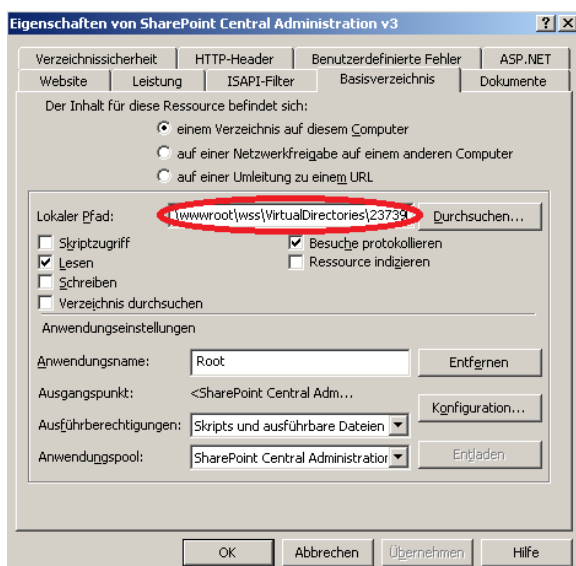 Eigenschaften von SharePoint Central Administration v3
Verzeichnissicherheit HTTP-Header Benutzerdefinierte Fehler ASP.NET
Website Leistung ISAPI-Filter Basisverzeichnis Dokumente
Der Inhalt für diese Ressource befindet sich:
einem Verzeichnis auf diesem Computer
auf einer Netzwerkfreigabe auf einem anderen Computer
auf einer Umleitung zu einem URL
Lokaler Pfad: \wwwroot\wss\VirtualDirectories\23739 Durchsuchen...
Skriptzugriff Besuche protokollieren
Lesen Ressource indizieren
Schreiben
Verzeichnis durchsuchen
Anwendungseinstellungen
Anwendungsname: Root Entfernen
Ausgangspunkt: <SharePoint Central Adm...
Konfiguration...
Ausführberechtigungen: Skripts und ausführbare Dateien
Anwendungspool: SharePoint Central Administration Entladen
OK Abbrechen Übernehmen Hilfe